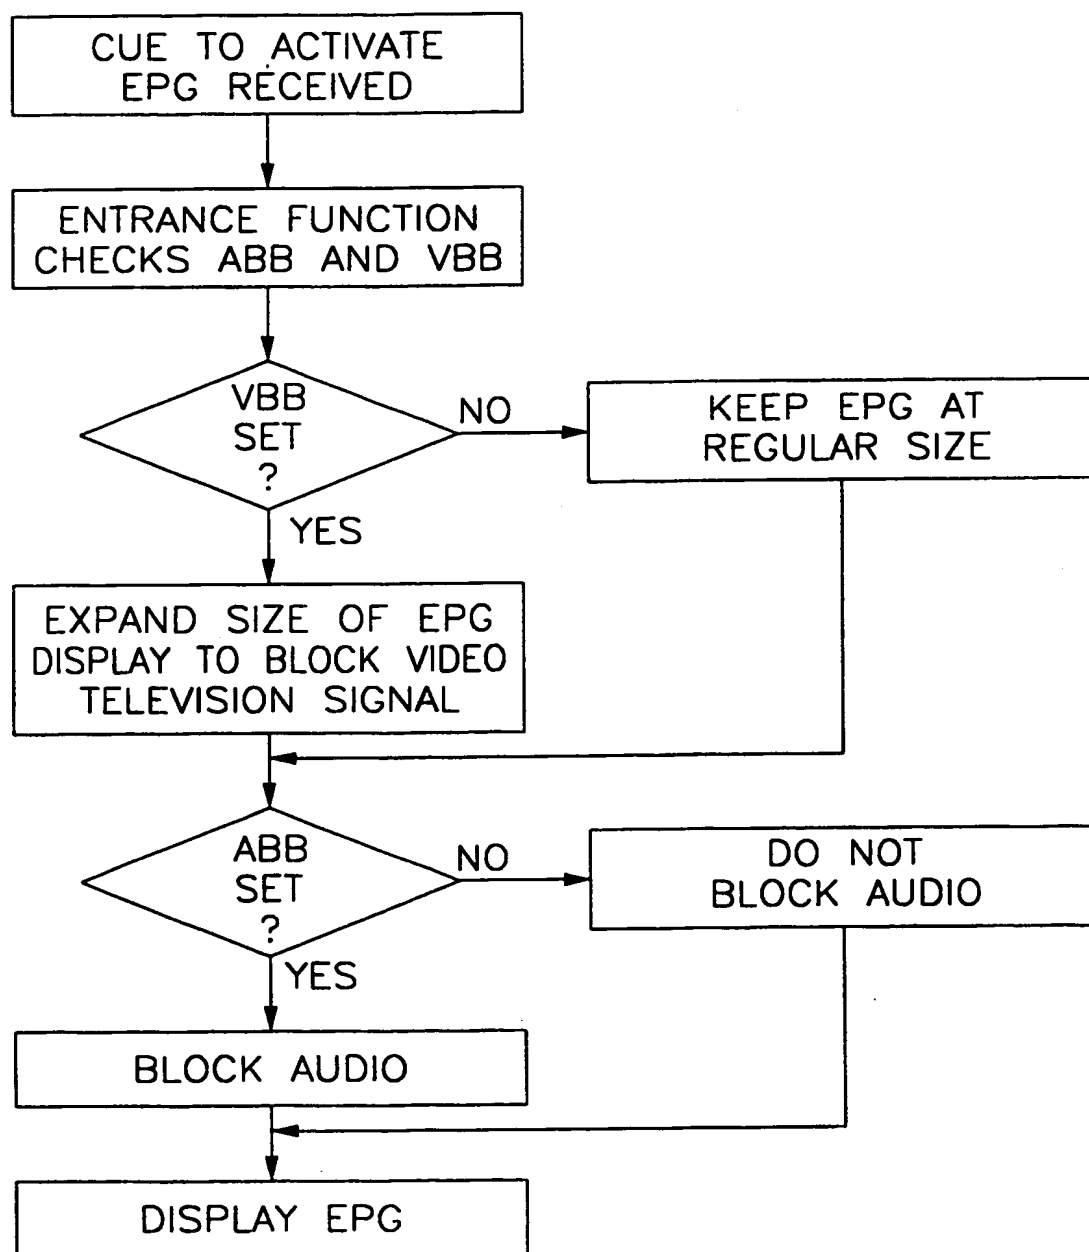 CUE TO ACTIVATE
EPG RECEIVED
ENTRANCE FUNCTION
CHECKS ABB AND VBB
VBB
SET
?
NO
KEEP EPG AT
REGULAR SIZE
YES
EXPAND SIZE OF EPG
DISPLAY TO BLOCK VIDEO
TELEVISION SIGNAL
ABB
SET
?
NO
DO NOT
BLOCK AUDIO
YES
BLOCK AUDIO
DISPLAY EPG